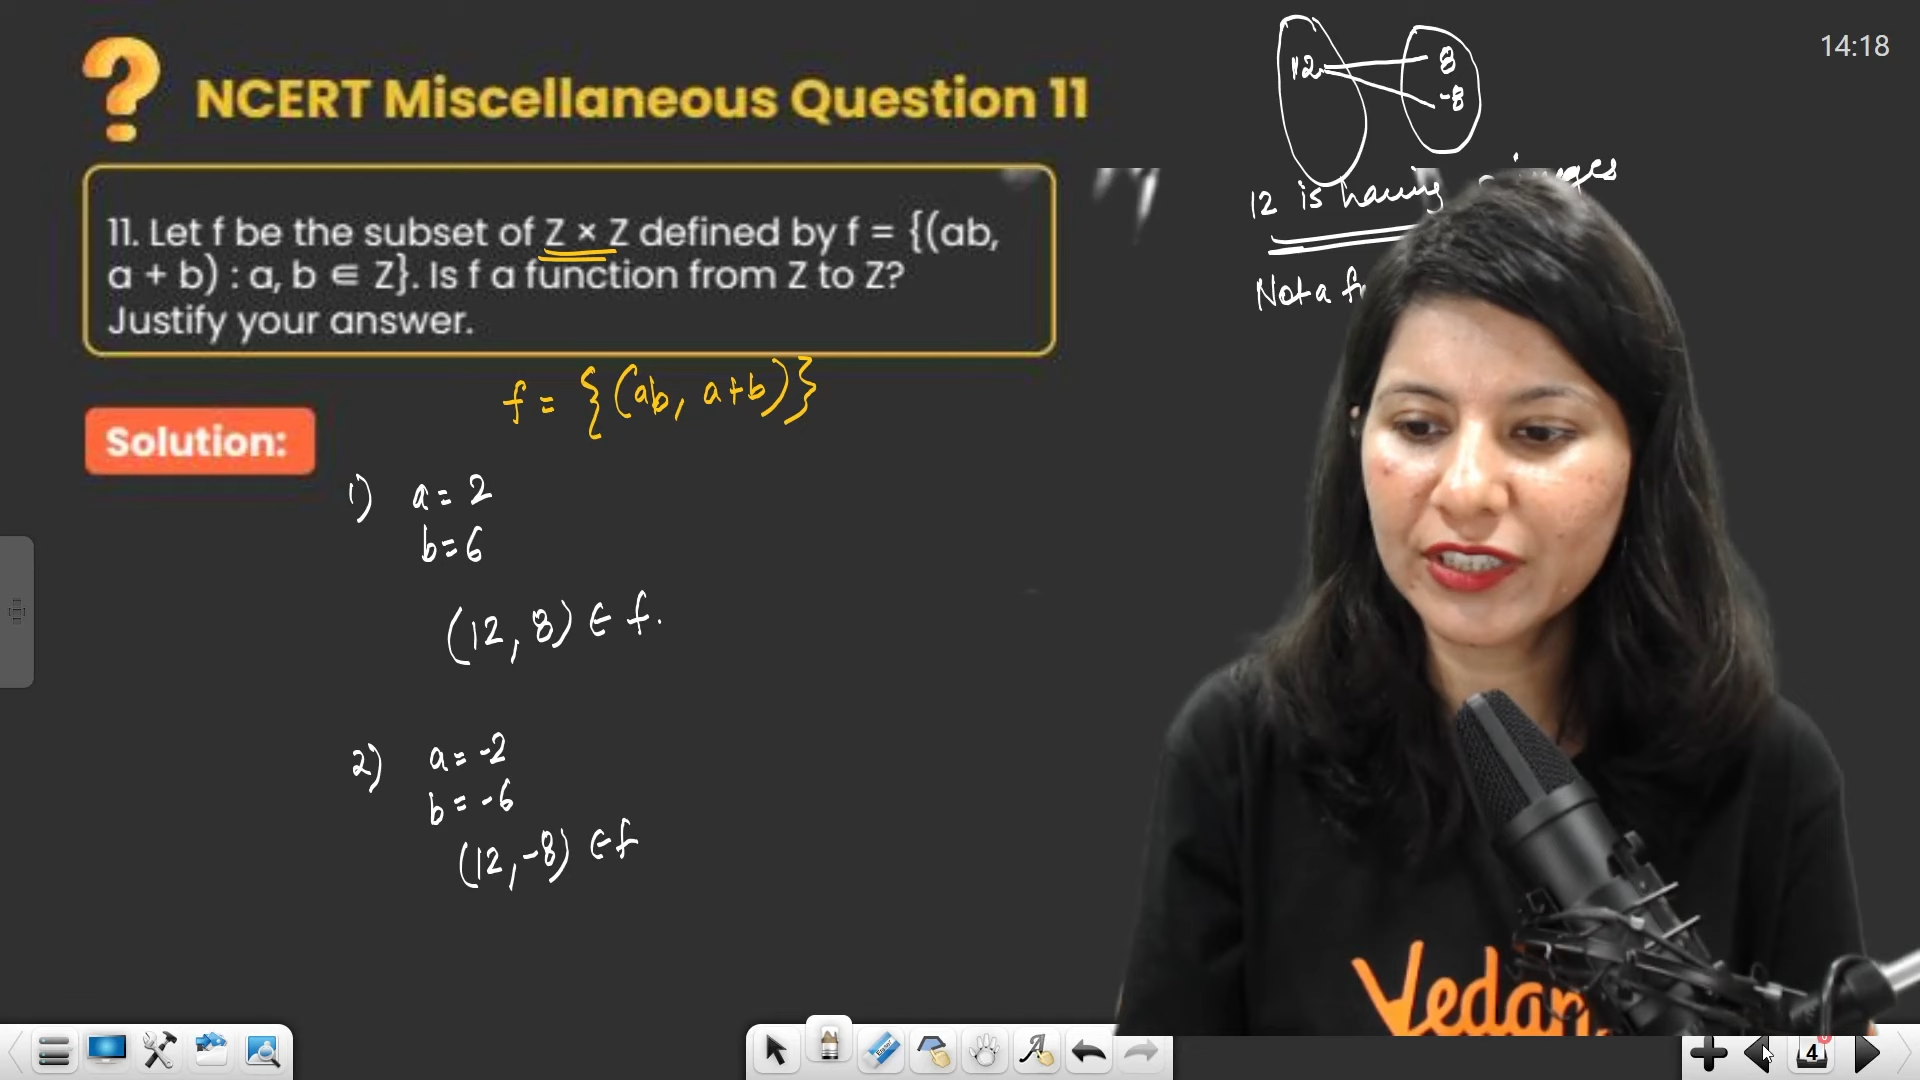 14:18
NCERT Miscellaneous Question 11
11. Let f be the subset of Z × Z defined by f = {(ab,
a + b) : a, b ∈ Z}. Is f a function from Z to Z?
Justify your answer.
f = {(ab, a+b)}
Solution:
1) a = 2
b = 6
(12, 8) ∈ f.
2) a = -2
b = -6
(12, -8) ∈ f
12 8
-8
12 is having
Not a
Vedan
4